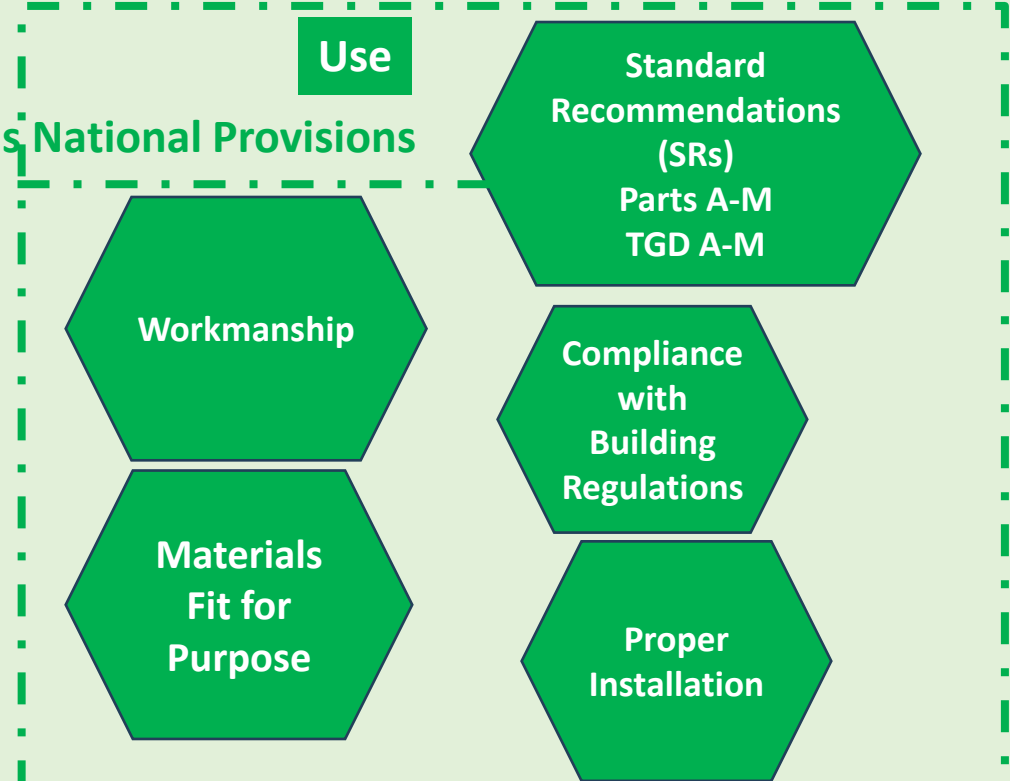 Use
s National Provisions
Standard
Recommendations
(SRs)
Parts A-M
TGD A-M
Workmanship
Compliance
with
Building
Regulations
Materials
Fit for
Purpose
Proper
Installation